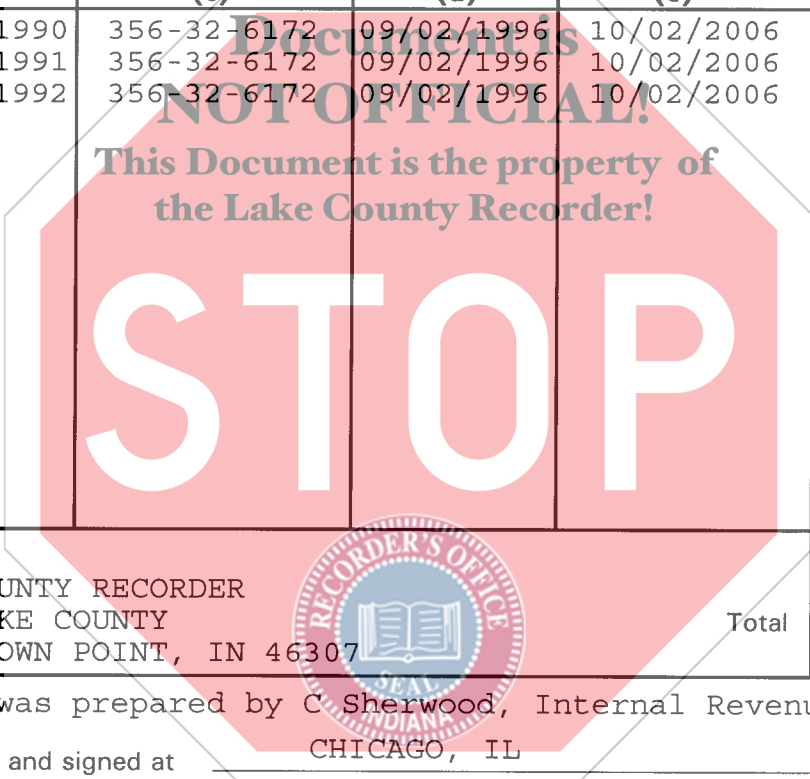 1990 356-32-6172 09/02/1996 10/02/2006
1991 356-32-6172 09/02/1996 10/02/2006
1992 356-32-6172 09/02/1996 10/02/2006
Document is
NOT OFFICIAL!
This Document is the property of
the Lake County Recorder!
STOP
RECORDER'S OFFICE
SEAL
INDIANA
UNTY RECORDER
KE COUNTY
Total
OWN POINT, IN 46307
was prepared by C Sherwood, Internal Revenu
and signed at CHICAGO, IL